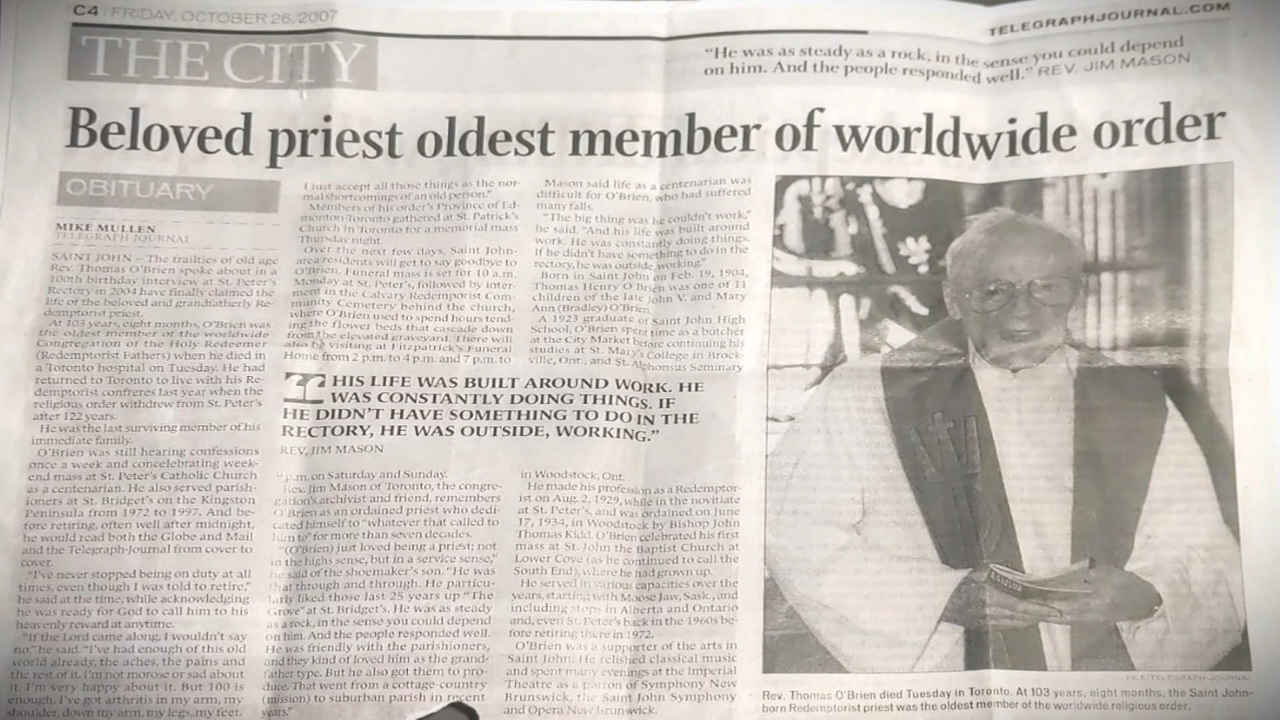 C4 / FRIDAY, OCTOBER 26, 2007
TELEGRAPHJOURNAL.COM
THE CITY
"He was as steady as a rock, in the sense you could depend
on him. And the people responded well." REV. JIM MASON
Beloved priest oldest member of worldwide order
OBITUARY
MIKE MULLEN
TELEGRAPH-JOURNAL
SAINT JOHN – The frailties of old age
Rev. Thomas O'Brien spoke about in a
100th birthday interview at St. Peter's
Rectory in 2004 have finally claimed the
life of the beloved and grandfatherly Re-
demptorist priest.
At 103 years, eight months, O'Brien was
the oldest member of the worldwide
Congregation of the Holy Redeemer
(Redemptorist Fathers) when he died in
a Toronto hospital on Tuesday. He had
returned to Toronto to live with his Re-
demptorist confreres last year when the
religious order withdrew from St. Peter's
after 122 years.
He was the last surviving member of his
immediate family.
O'Brien was still hearing confessions
once a week and concelebrating week-
end mass at St. Peter's Catholic Church
as a centenarian. He also served parish-
ioners at St. Bridget's on the Kingston
Peninsula from 1972 to 1997. And be-
fore retiring, often well after midnight,
he would read both the Globe and Mail
and the Telegraph-Journal from cover to
cover.
"I've never stopped being on duty at all
times, even though I was told to retire,"
he said at the time, while acknowledging
he was ready for God to call him to his
heavenly reward at anytime.
"If the Lord came along, I wouldn't say
no," he said. "I've had enough of this old
world already, the aches, the pains and
the rest of it. I'm not morose or sad about
it. I'm very happy about it. But 100 is
enough. I've got arthritis in my arm, my
shoulder, down my arm, my legs, my feet.
I just accept all those things as the nor-
mal shortcomings of an old person."
Members of his order's Province of Ed-
monton-Toronto gathered at St. Patrick's
Church in Toronto for a memorial mass
Thursday night.
Over the next few days, Saint John-
area residents will get to say goodbye to
O'Brien. Funeral mass is set for 10 a.m.
Monday at St. Peter's, followed by inter-
ment in the Calvary Redemporist Com-
munity Cemetery behind the church,
where O'Brien used to spend hours tend-
ing the flower beds that cascade down
from the elevated graveyard. There will
also be visiting at Fitzpatrick's Funeral
Home from 2 p.m. to 4 p.m. and 7 p.m. to
Mason said life as a centenarian was
difficult for O'Brien, who had suffered
many falls.
"The big thing was he couldn't work,"
he said. "And his life was built around
work. He was constantly doing things.
If he didn't have something to do in the
rectory, he was outside, working."
Born in Saint John on Feb. 19, 1904,
Thomas Henry O'Brien was one of 11
children of the late John V. and Mary
Ann (Bradley) O'Brien.
A 1923 graduate of Saint John High
School, O'Brien spent time as a butcher
at the City Market before continuing his
studies at St. Mary's College in Brock-
ville, Ont., and St. Alphonsus Seminary
HIS LIFE WAS BUILT AROUND WORK. HE
WAS CONSTANTLY DOING THINGS. IF
HE DIDN'T HAVE SOMETHING TO DO IN THE
RECTORY, HE WAS OUTSIDE, WORKING."
REV. JIM MASON
p.m. on Saturday and Sunday.
Rev. Jim Mason of Toronto, the congre-
gation's archivist and friend, remembers
O'Brien as an ordained priest who dedi-
cated himself to "whatever that called to
him to" for more than seven decades.
"(O'Brien) just loved being a priest; not
in the highs sense, but in a service sense,"
he said of the shoemaker's son. "He was
that through and through. He particu-
larly liked those last 25 years up "The
Grove" at St. Bridget's. He was as steady
as a rock, in the sense you could depend
on him. And the people responded well.
He was friendly with the parishioners,
and they kind of loved him as the grand-
father type. But he also got them to pro-
duce. That went from a cottage-country
(mission) to suburban parish in recent
years."
in Woodstock, Ont.
He made his profession as a Redemptor-
ist on Aug. 2, 1929, while in the novitiate
at St. Peter's, and was ordained on June
17, 1934, in Woodstock by Bishop John
Thomas Kidd. O'Brien celebrated his first
mass at St. John the Baptist Church at
Lower Cove (as he continued to call the
South End), where he had grown up.
He served in various capacities over the
years, starting with Moose Jaw, Sask., and
including stops in Alberta and Ontario
and, even St. Peter's back in the 1960s be-
fore retiring there in 1972.
O'Brien was a supporter of the arts in
Saint John. He relished classical music
and spent many evenings at the Imperial
Theatre as a patron of Symphony New
Brunswick, the Saint John Symphony
and Opera New Brunswick.
FILE/TELEGRAPH-JOURNAL
Rev. Thomas O'Brien died Tuesday in Toronto. At 103 years, eight months, the Saint John-
born Redemptorist priest was the oldest member of the worldwide religious order.